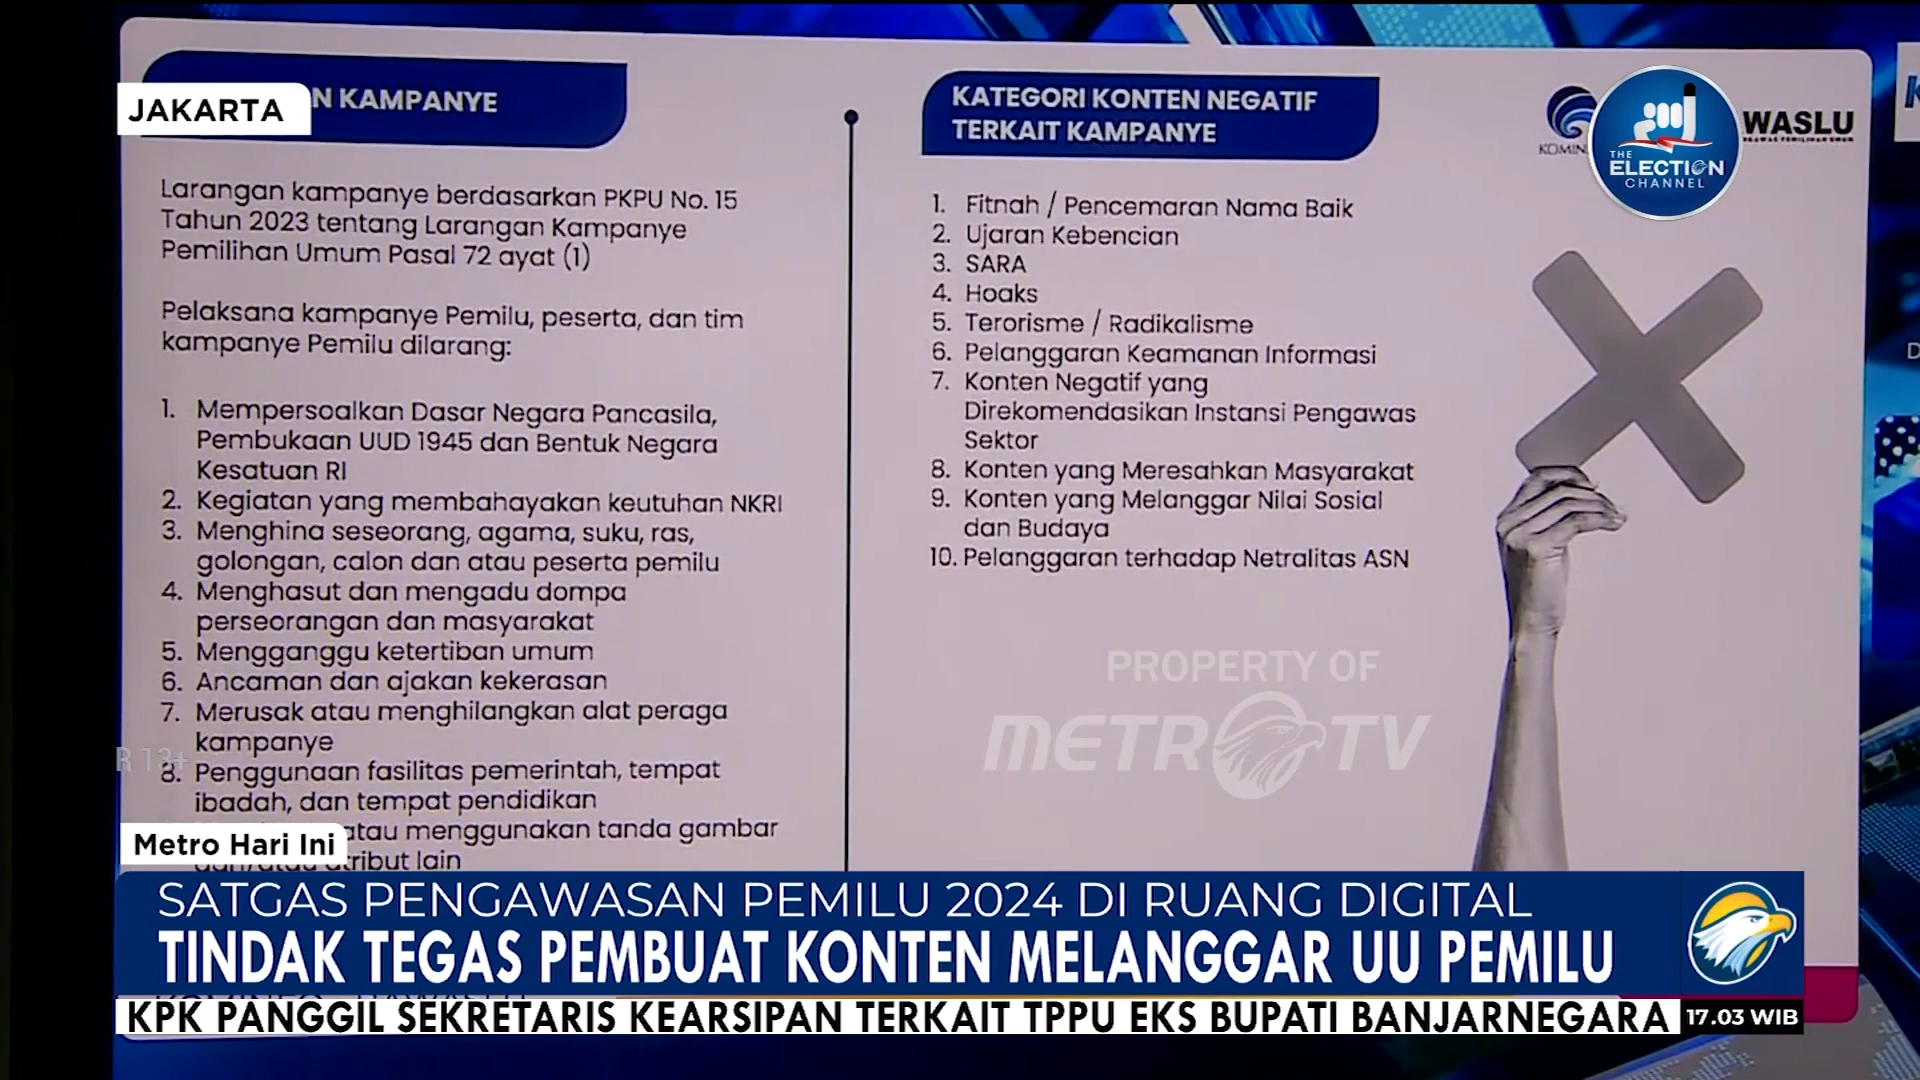 JAKARTA
N KAMPANYE
Larangan kampanye berdasarkan PKPU No. 15
Tahun 2023 tentang Larangan Kampanye
Pemilihan Umum Pasal 72 ayat (1)
Pelaksana kampanye Pemilu, peserta, dan tim
kampanye Pemilu dilarang:
1. Mempersoalkan Dasar Negara Pancasila,
Pembukaan UUD 1945 dan Bentuk Negara
Kesatuan RI
2. Kegiatan yang membahayakan keutuhan NKRI
3. Menghina seseorang, agama, suku, ras,
golongan, calon dan atau peserta pemilu
4. Menghasut dan mengadu dompa
perseorangan dan masyarakat
5. Mengganggu ketertiban umum
6. Ancaman dan ajakan kekerasan
7. Merusak atau menghilangkan alat peraga
kampanye
R 13+
8. Penggunaan fasilitas pemerintah, tempat
ibadah, dan tempat pendidikan
atau menggunakan tanda gambar
lain
KATEGORI KONTEN NEGATIF
TERKAIT KAMPANYE
1. Fitnah / Pencemaran Nama Baik
2. Ujaran Kebencian
3. SARA
4. Hoaks
5. Terorisme / Radikalisme
6. Pelanggaran Keamanan Informasi
7. Konten Negatif yang
Direkomendasikan Instansi Pengawas
Sektor
8. Konten yang Meresahkan Masyarakat
9. Konten yang Melanggar Nilai Sosial
dan Budaya
10. Pelanggaran terhadap Netralitas ASN
KOMIN
THE
ELECTION
CHANNEL
WASLU
PROPERTY OF
METRO TV
Metro Hari Ini
SATGAS PENGAWASAN PEMILU 2024 DI RUANG DIGITAL
TINDAK TEGAS PEMBUAT KONTEN MELANGGAR UU PEMILU
KPK PANGGIL SEKRETARIS KEARSIPAN TERKAIT TPPU EKS BUPATI BANJARNEGARA
17.03 WIB